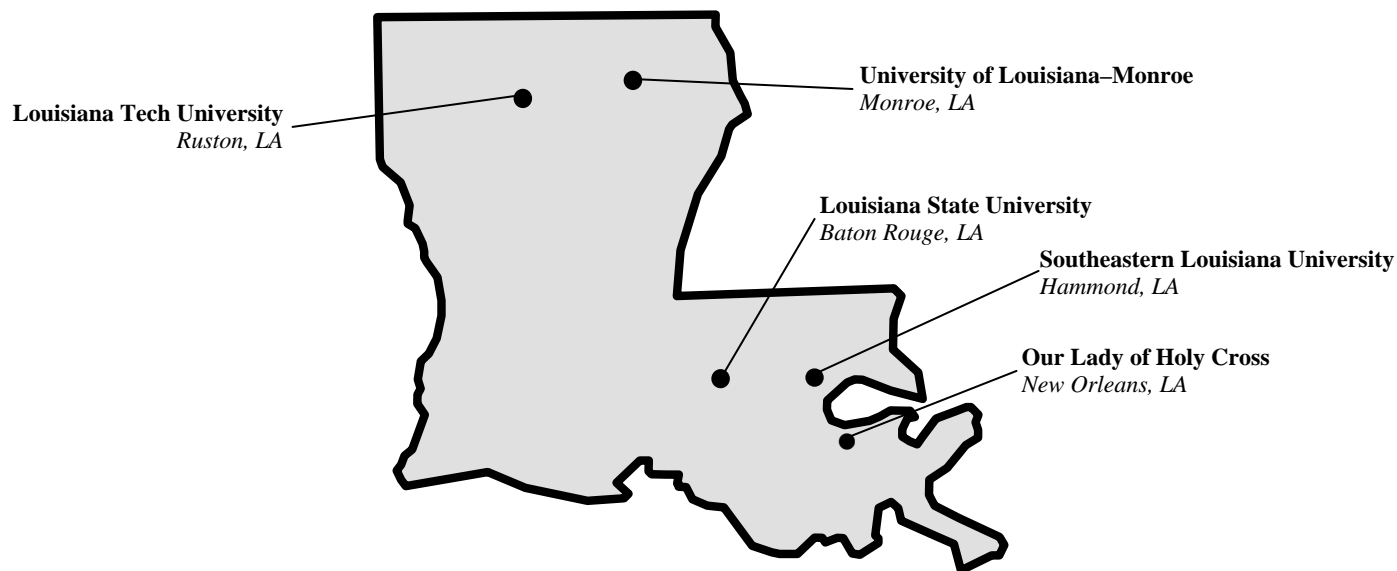 University of Louisiana–Monroe
Monroe, LA
Louisiana Tech University
Ruston, LA
Louisiana State University
Baton Rouge, LA
Southeastern Louisiana University
Hammond, LA
Our Lady of Holy Cross
New Orleans, LA